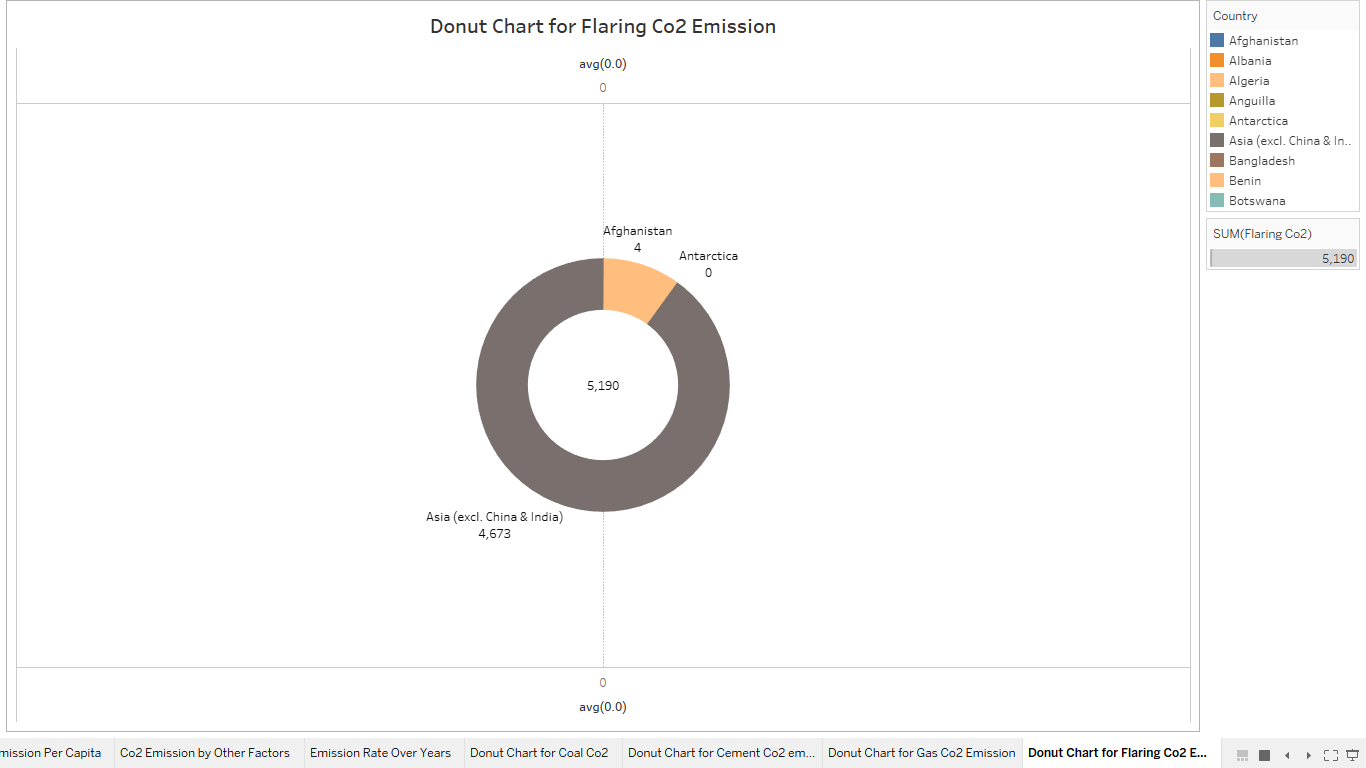 Donut Chart for Flaring Co2 Emission
avg(0.0)
0
Afghanistan
4
Antarctica
0
5,190
Asia (excl. China & India)
4,673
0
avg(0.0)
Country
Afghanistan
Albania
Algeria
Anguilla
Antarctica
Asia (excl. China & In..
Bangladesh
Benin
Botswana
SUM(Flaring Co2)
5,190
mission Per Capita
Co2 Emission by Other Factors
Emission Rate Over Years
Donut Chart for Coal Co2
Donut Chart for Cement Co2 em...
Donut Chart for Gas Co2 Emission
Donut Chart for Flaring Co2 E...